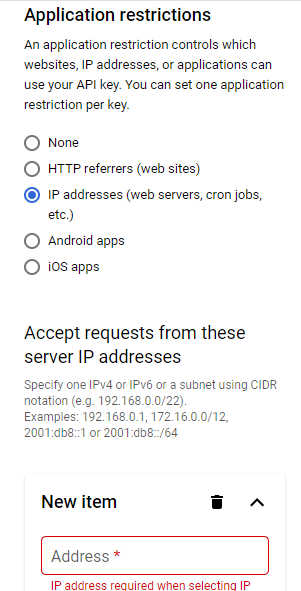 Application restrictions
An application restriction controls which
websites, IP addresses, or applications can
use your API key. You can set one application
restriction per key.
None
HTTP referrers (web sites)
IP addresses (web servers, cron jobs,
etc.)
Android apps
iOS apps
Accept requests from these
server IP addresses
Specify one IPv4 or IPv6 or a subnet using CIDR
notation (e.g. 192.168.0.0/22).
Examples: 192.168.0.1, 172.16.0.0/12,
2001:db8::1 or 2001:db8::/64
New item
Address *
IP address required when selecting IP